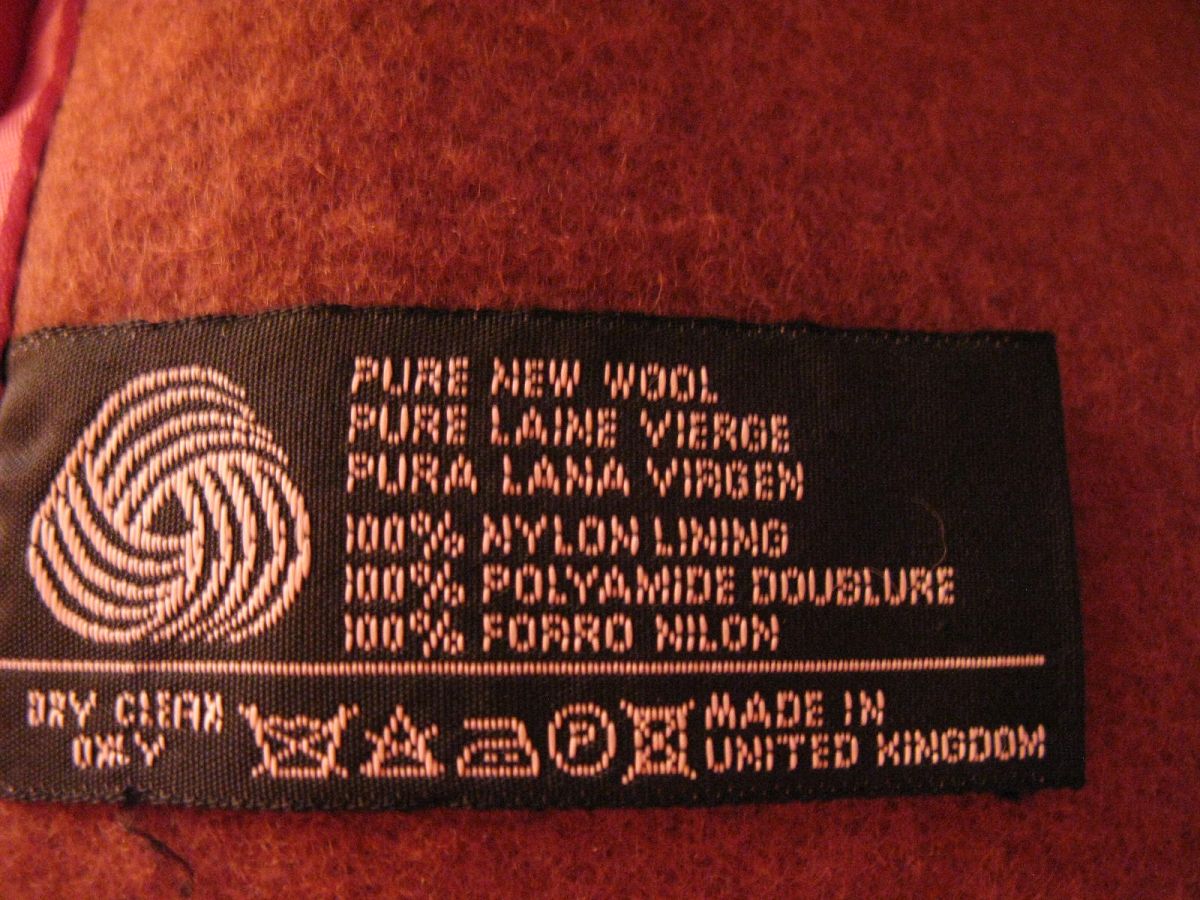 PURE NEW WOOL
PURE LAINE VIERGE
PURA LANA VIRGEN
100% NYLON LINING
100% POLYAMIDE DOUBLURE
100% FORRO NILON
DRY CLEAN
ONLY
P
MADE IN
UNITED KINGDOM